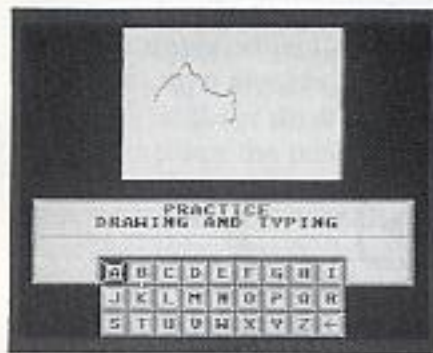 PRACTICE
DRAWING AND TYPING
A B C D E F G H I
J K L M N O P Q R
S T U V W X Y Z ←